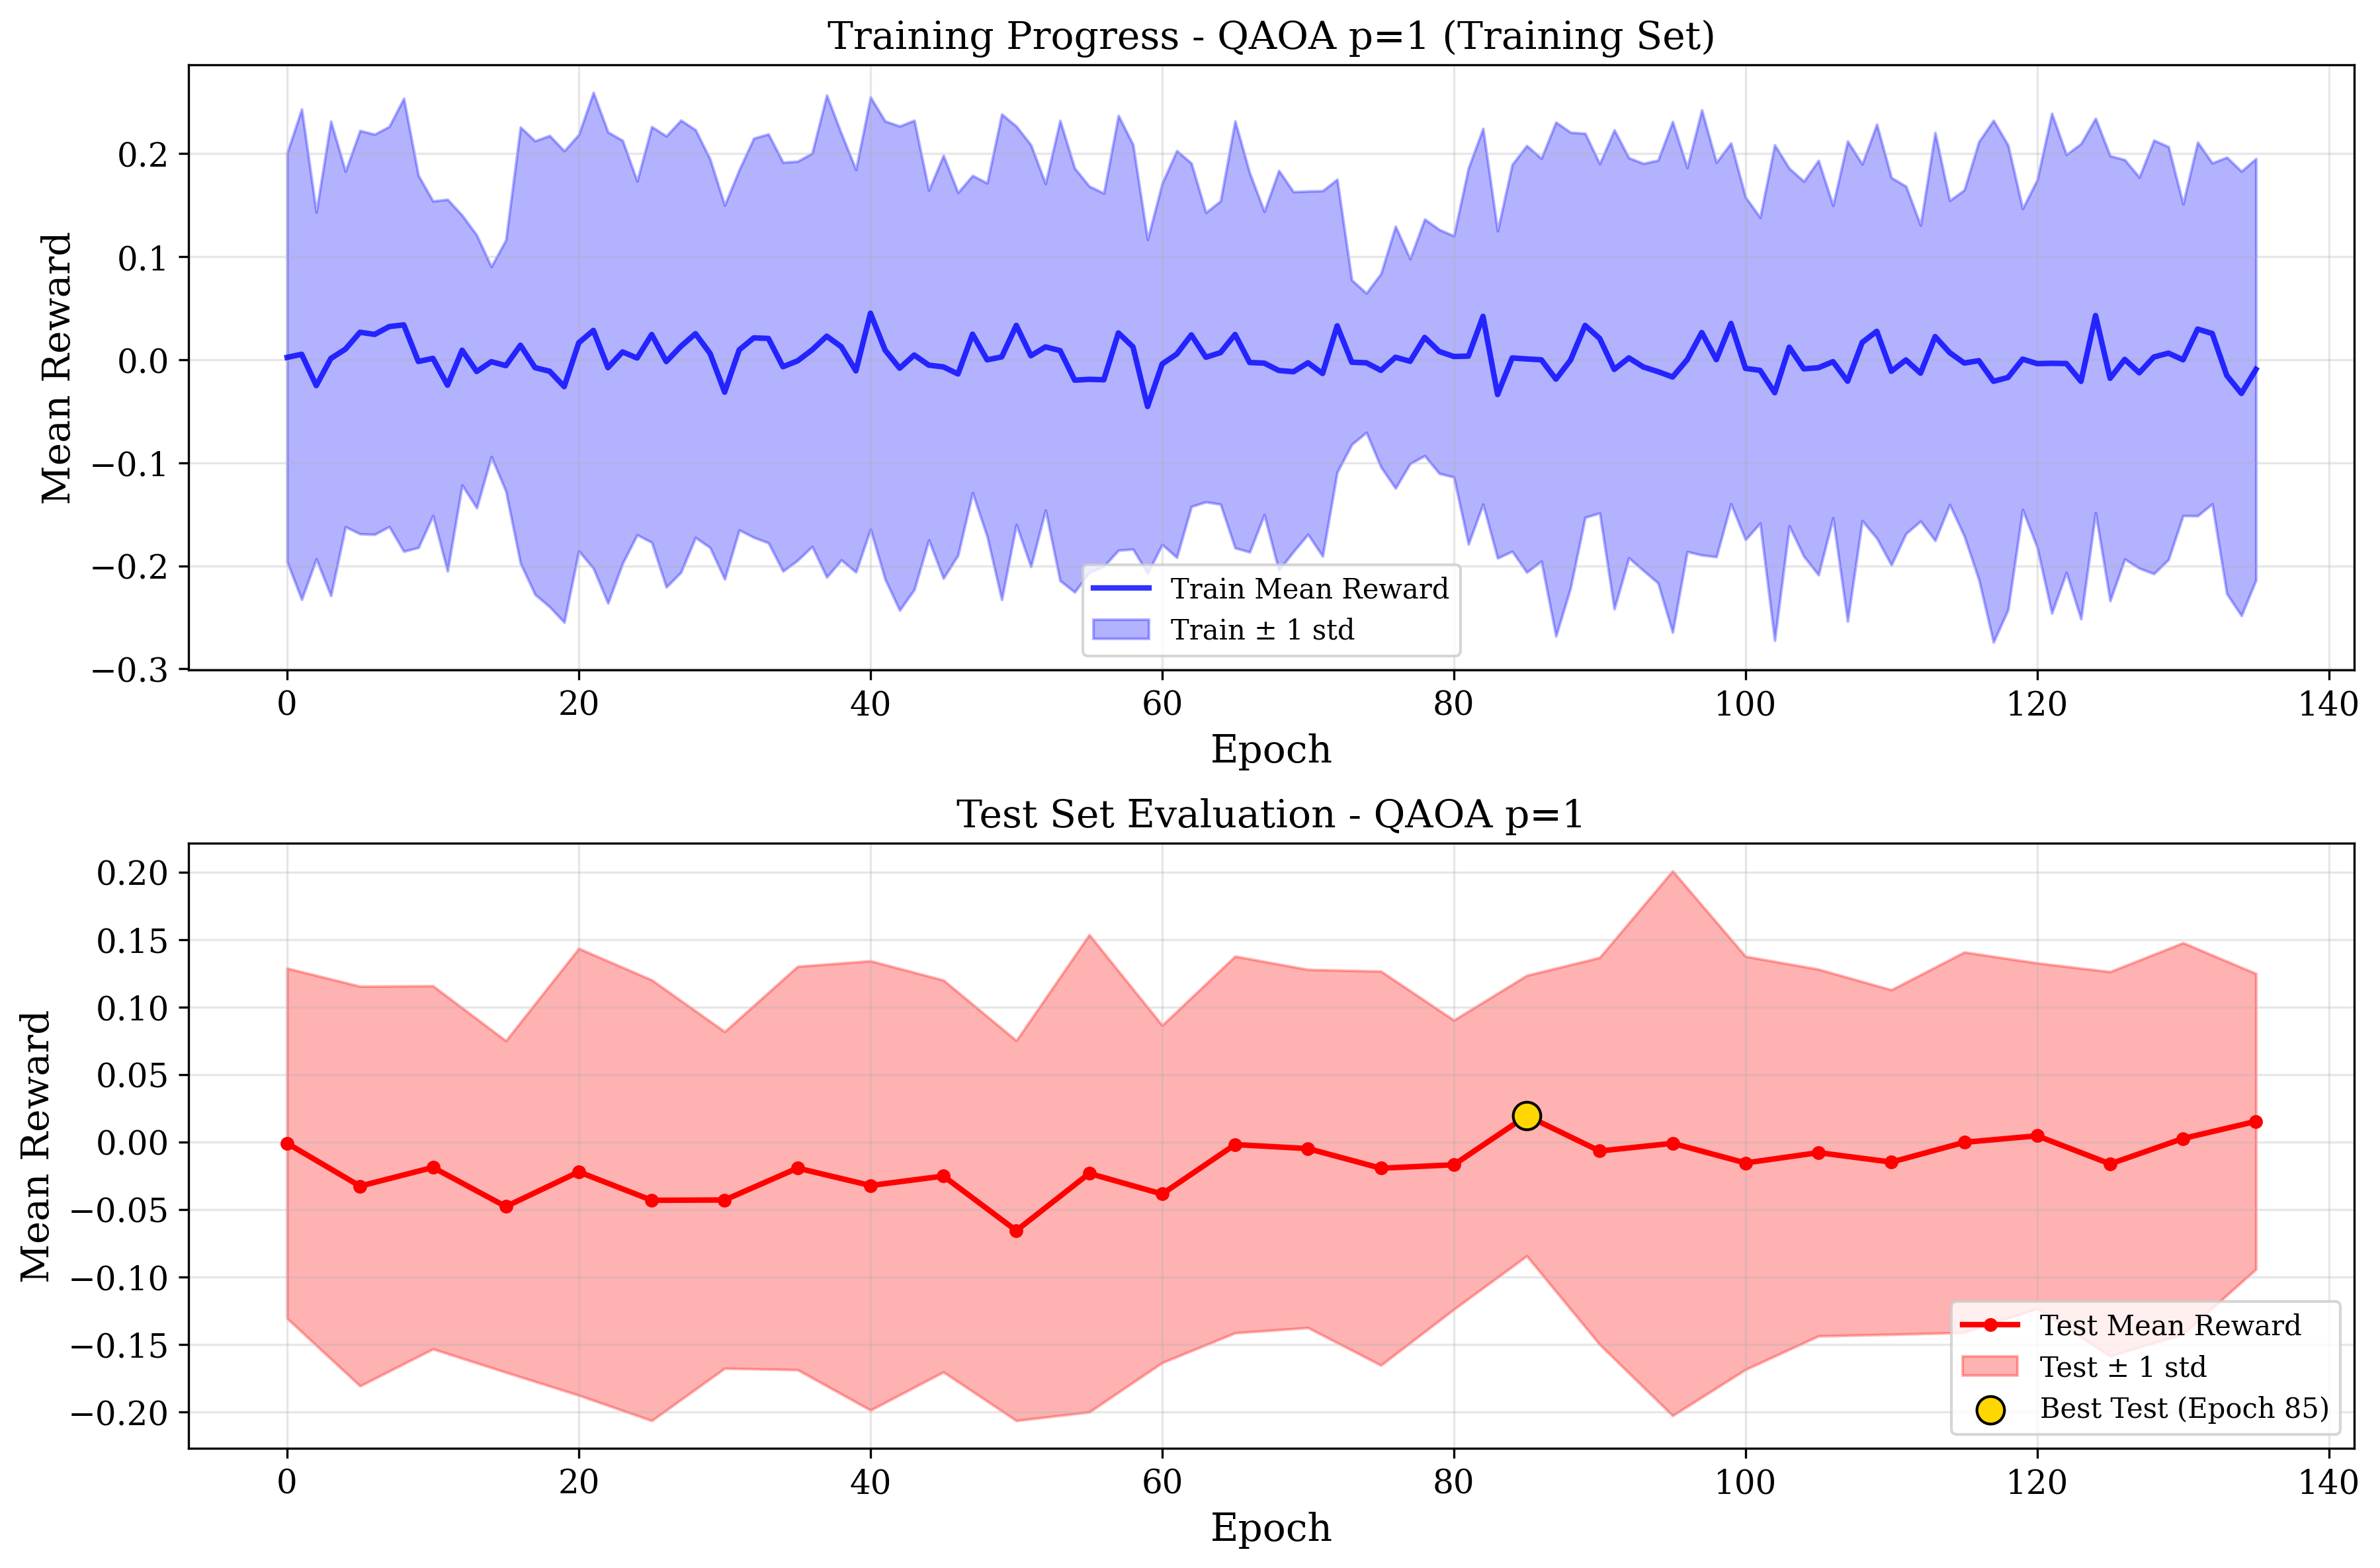 Training Progress - QAOA p=1 (Training Set)
Mean Reward
0.2
0.1
0.0
−0.1
−0.2
−0.3
Train Mean Reward
Train ± 1 std
0 20 40 60 80 100 120 140
Epoch
Test Set Evaluation - QAOA p=1
Mean Reward
0.20
0.15
0.10
0.05
0.00
−0.05
−0.10
−0.15
−0.20
Test Mean Reward
Test ± 1 std
Best Test (Epoch 85)
0 20 40 60 80 100 120 140
Epoch